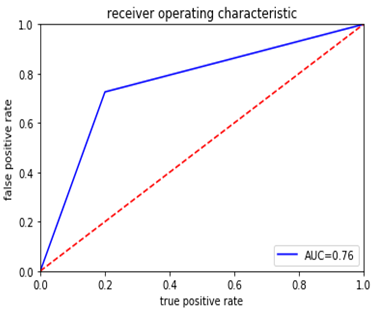 receiver operating characteristic
1.0
0.8
0.6
0.4
0.2
0.0
false positive rate
0.0 0.2 0.4 0.6 0.8 1.0
true positive rate
AUC=0.76